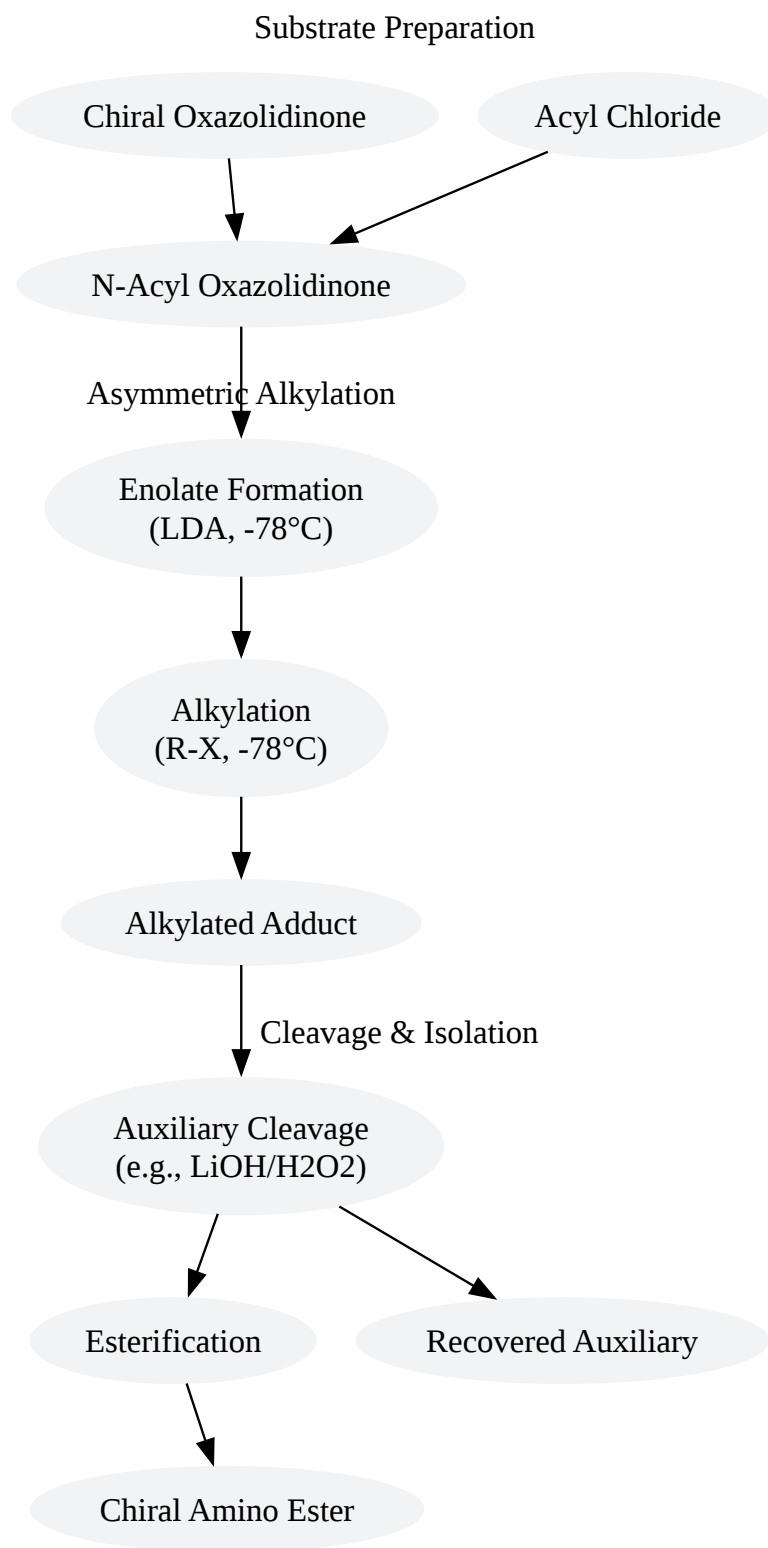 Substrate Preparation
Chiral Oxazolidinone
Acyl Chloride
N-Acyl Oxazolidinone
Asymmetric Alkylation
Enolate Formation
(LDA, -78°C)
Alkylation
(R-X, -78°C)
Alkylated Adduct
Cleavage & Isolation
Auxiliary Cleavage
(e.g., LiOH/H2O2)
Esterification
Recovered Auxiliary
Chiral Amino Ester